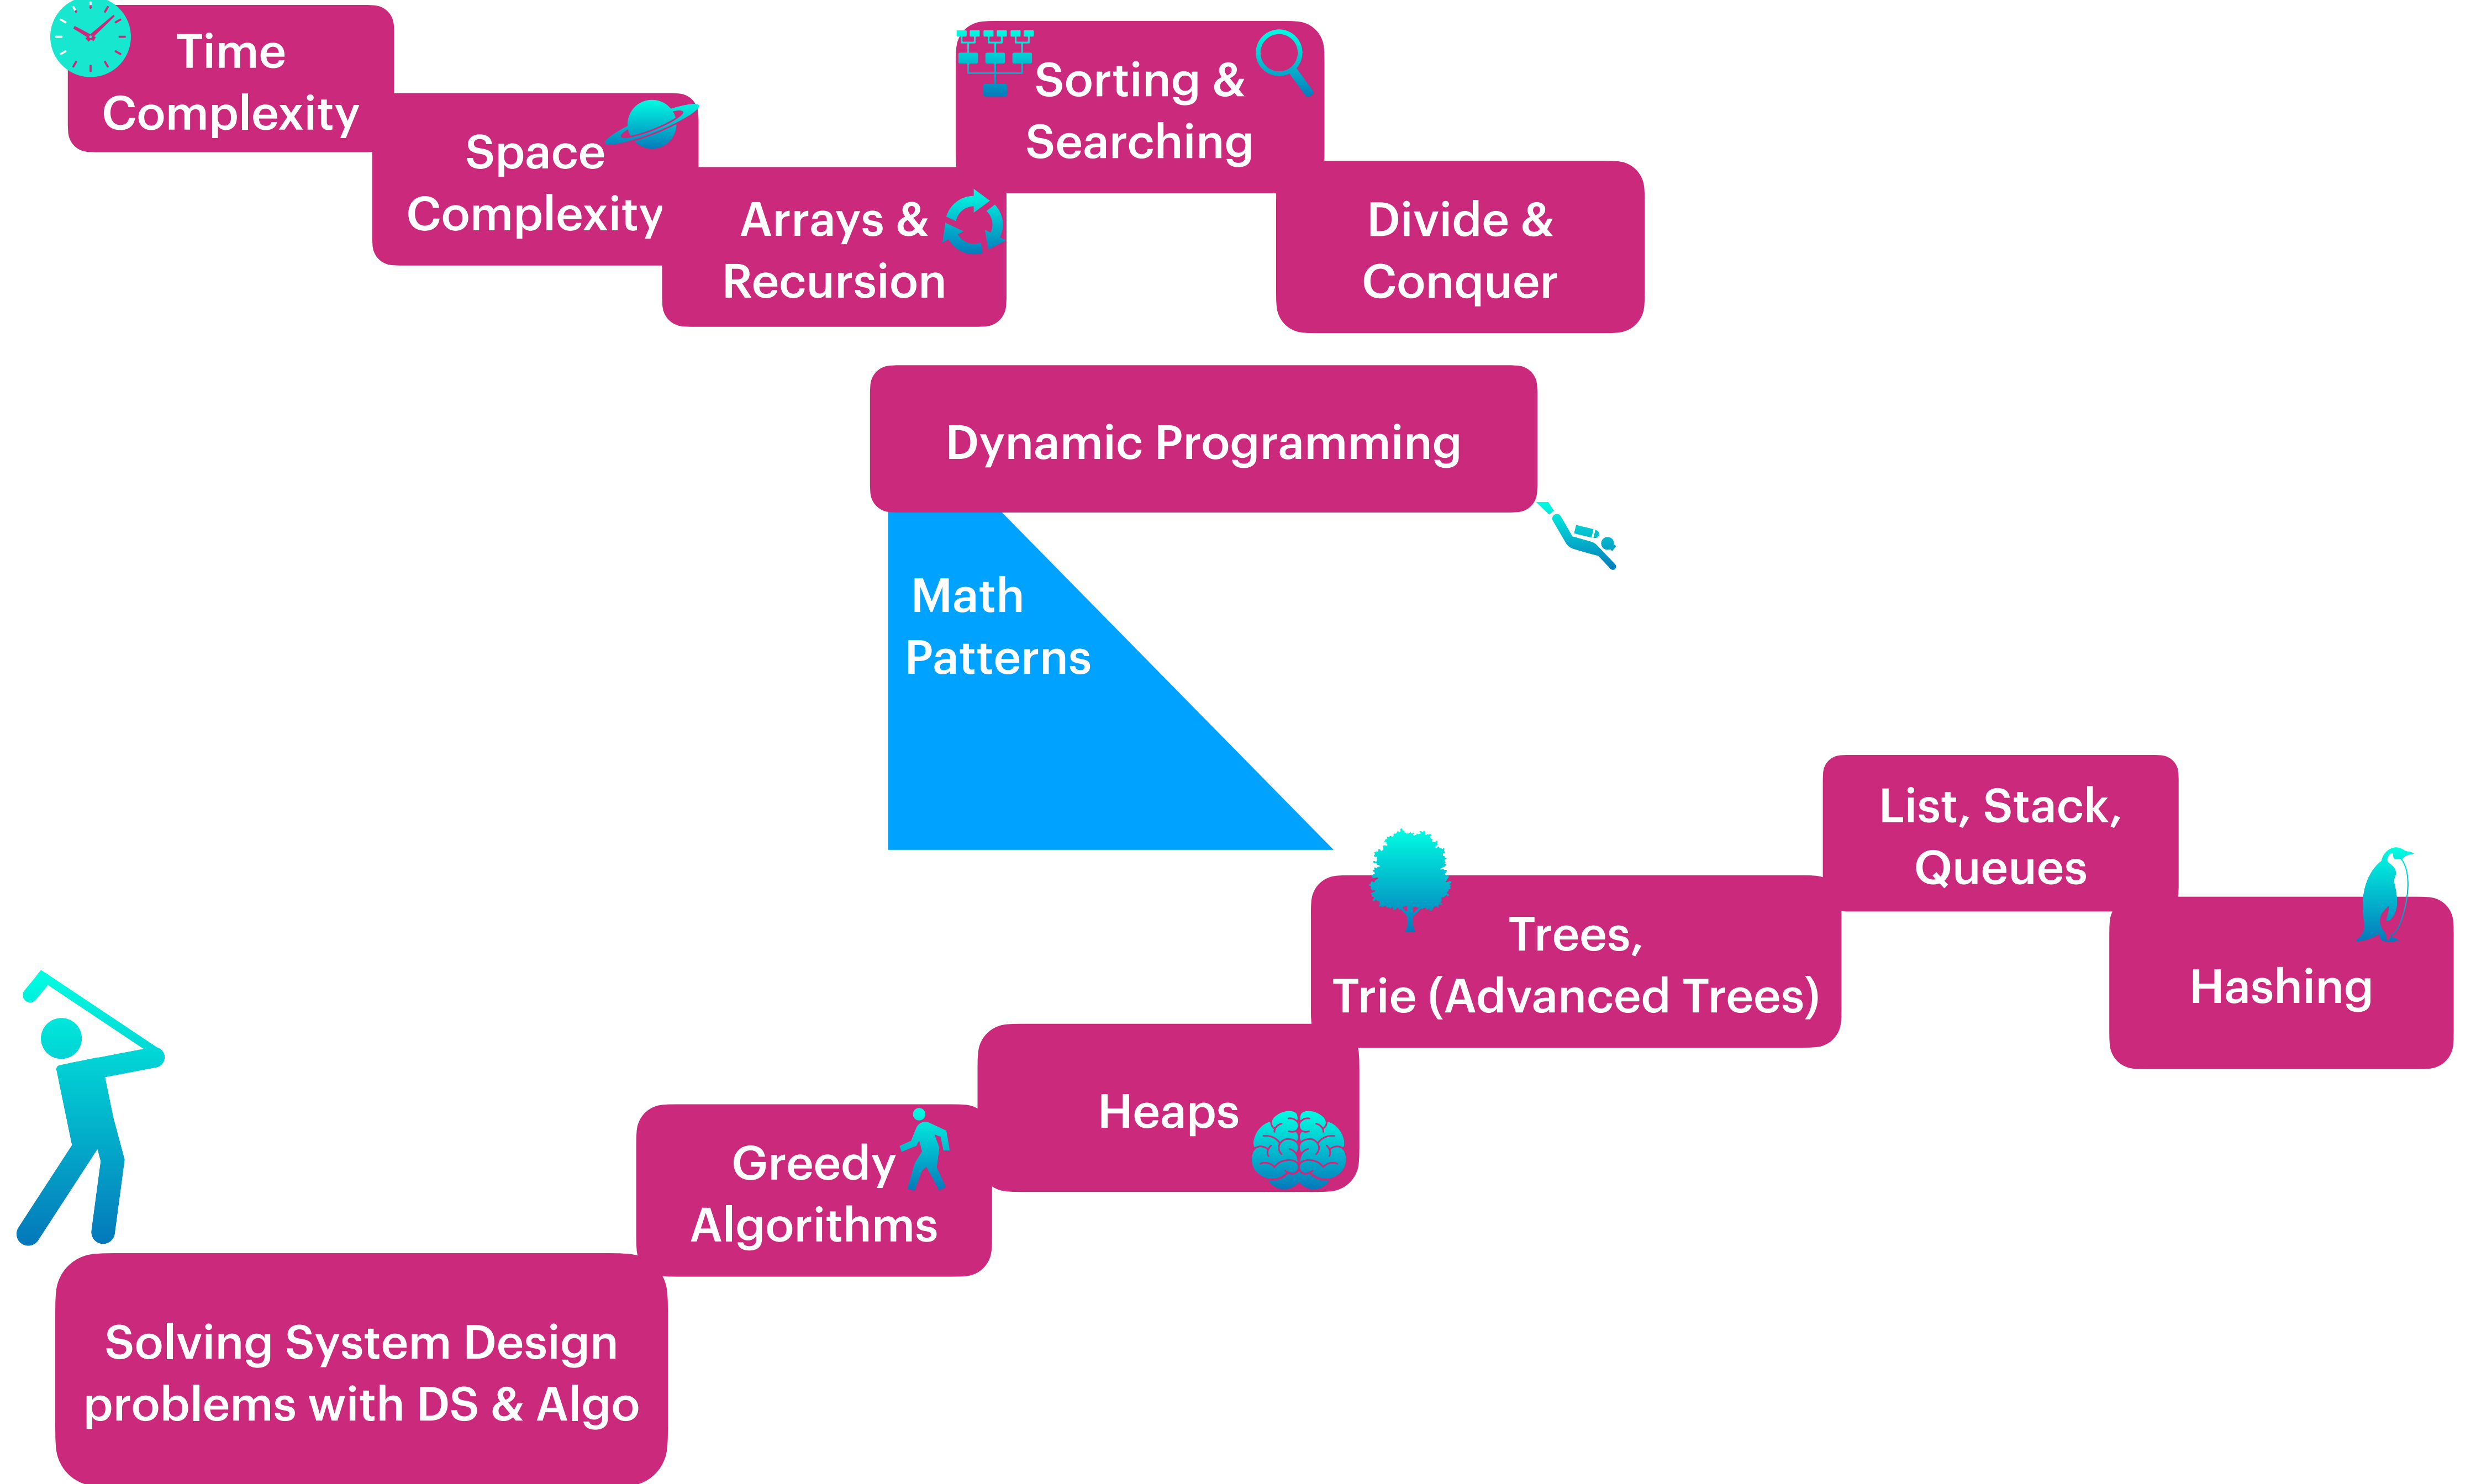 Time
Complexity
Space
Complexity
Arrays &
Recursion
Sorting &
Searching
Divide &
Conquer
Dynamic Programming
Math
Patterns
List, Stack,
Queues
Hashing
Trees,
Trie (Advanced Trees)
Heaps
Greedy
Algorithms
Solving System Design
problems with DS & Algo